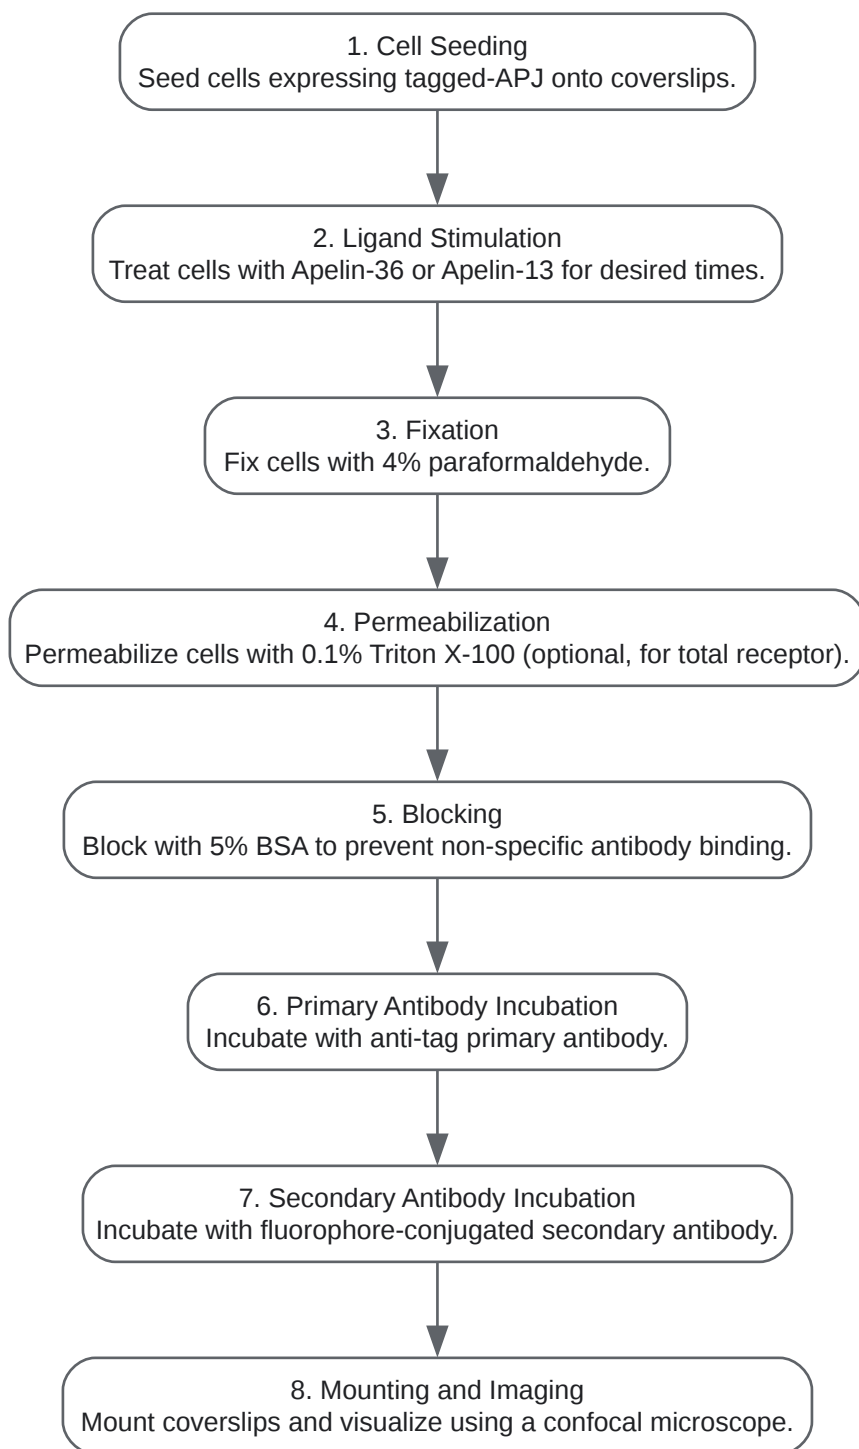 1. Cell Seeding
Seed cells expressing tagged-APJ onto coverslips.
2. Ligand Stimulation
Treat cells with Apelin-36 or Apelin-13 for desired times.
3. Fixation
Fix cells with 4% paraformaldehyde.
4. Permeabilization
Permeabilize cells with 0.1% Triton X-100 (optional, for total receptor).
5. Blocking
Block with 5% BSA to prevent non-specific antibody binding.
6. Primary Antibody Incubation
Incubate with anti-tag primary antibody.
7. Secondary Antibody Incubation
Incubate with fluorophore-conjugated secondary antibody.
8. Mounting and Imaging
Mount coverslips and visualize using a confocal microscope.